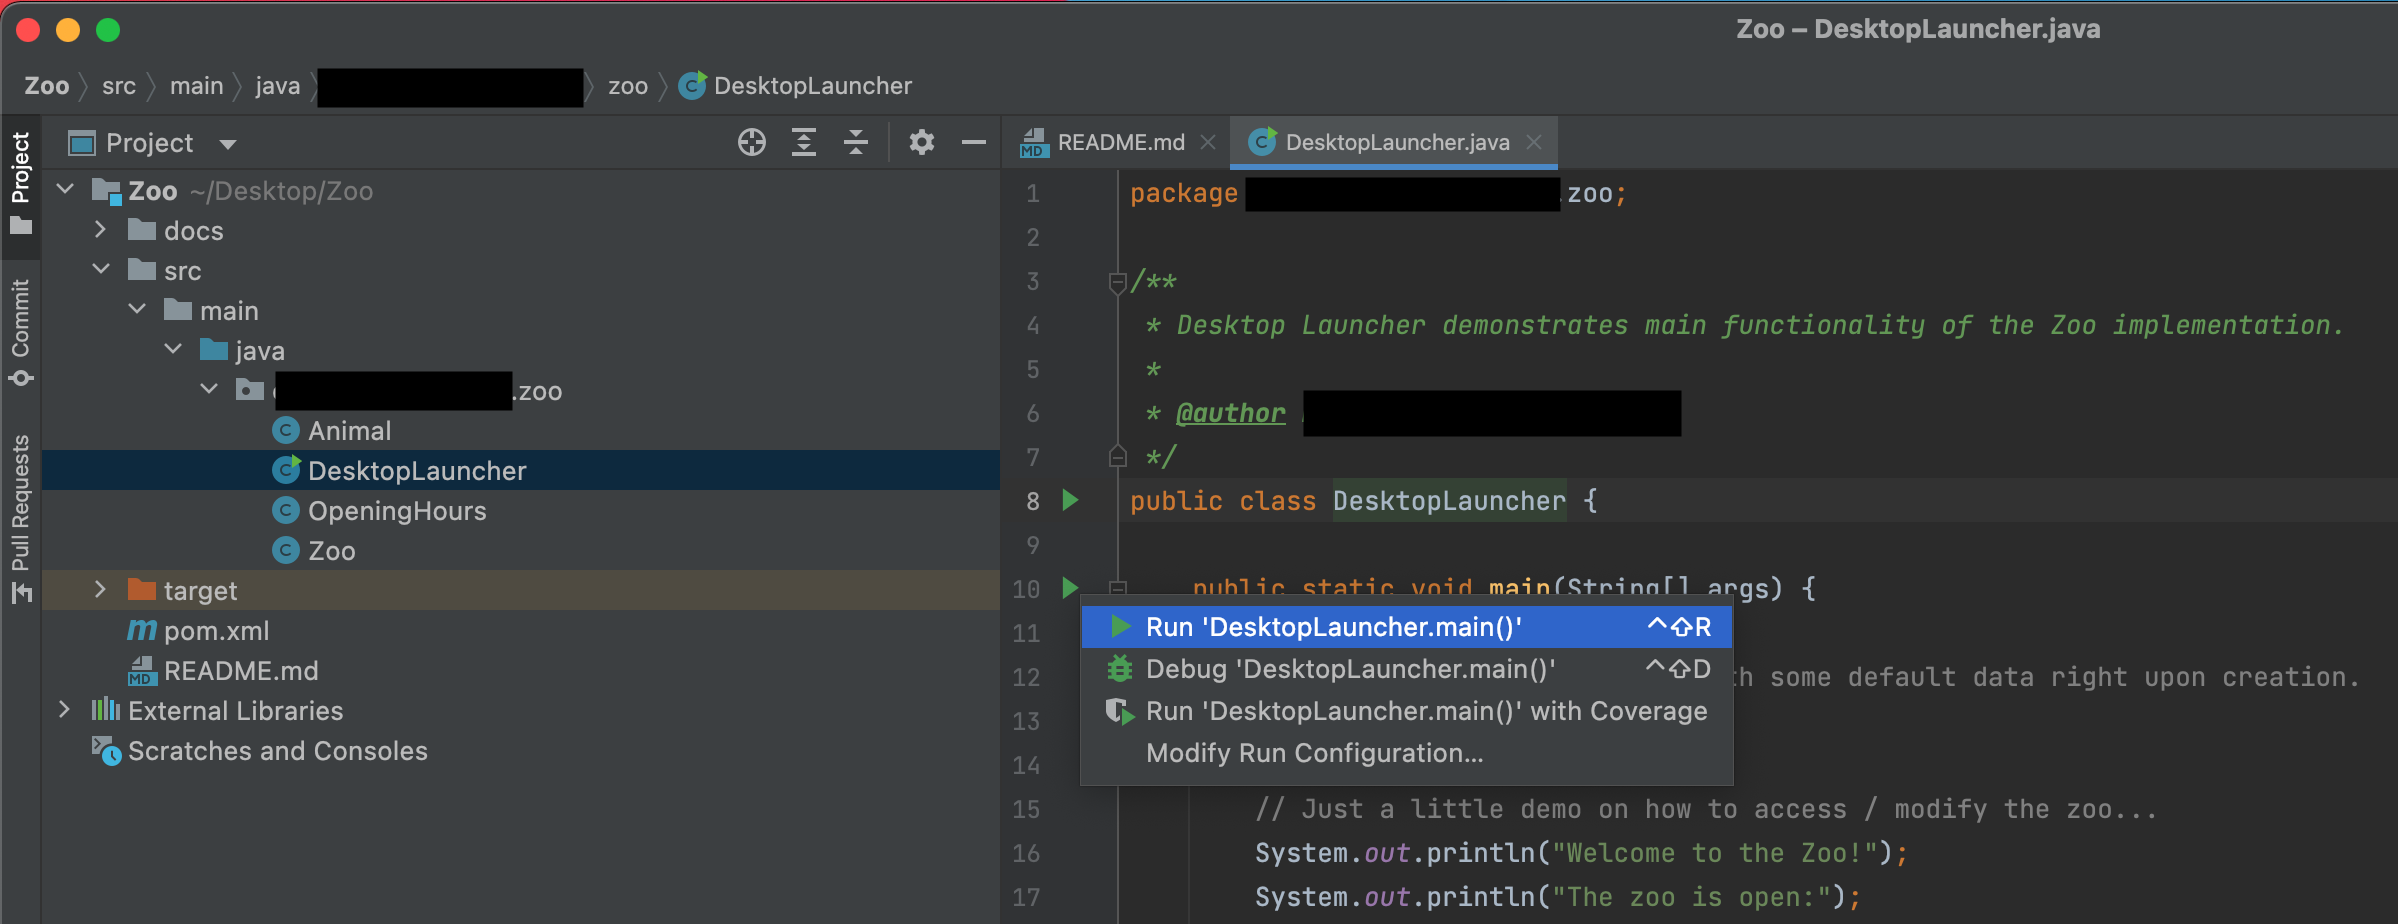 Zoo – DesktopLauncher.java
Zoo src main java zoo DesktopLauncher
Project
Commit
Pull Requests
Project
Zoo ~/Desktop/Zoo
docs
src
main
java
.zoo
Animal
DesktopLauncher
OpeningHours
Zoo
target
pom.xml
README.md
External Libraries
Scratches and Consoles
README.md DesktopLauncher.java
1 package .zoo;
2
3 /**
4 * Desktop Launcher demonstrates main functionality of the Zoo implementation.
5 *
6 * @author
7 */
8 public class DesktopLauncher {
9
10 public static void main(String[] args) {
11
12 some default data right upon creation.
13
14
15 // Just a little demo on how to access / modify the zoo...
16 System.out.println("Welcome to the Zoo!");
17 System.out.println("The zoo is open:");
Run 'DesktopLauncher.main()' ^⇧R
Debug 'DesktopLauncher.main()' ^⇧D
Run 'DesktopLauncher.main()' with Coverage
Modify Run Configuration...